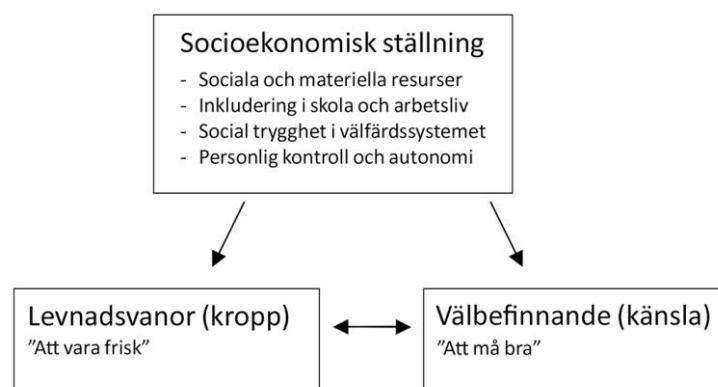 Socioekonomisk ställning
- Sociala och materiella resurser
- Inkludering i skola och arbetsliv
- Social trygghet i välfärdssystemet
- Personlig kontroll och autonomi
Levnadsvanor (kropp)
”Att vara frisk”
Välbefinnande (känsla)
”Att må bra”